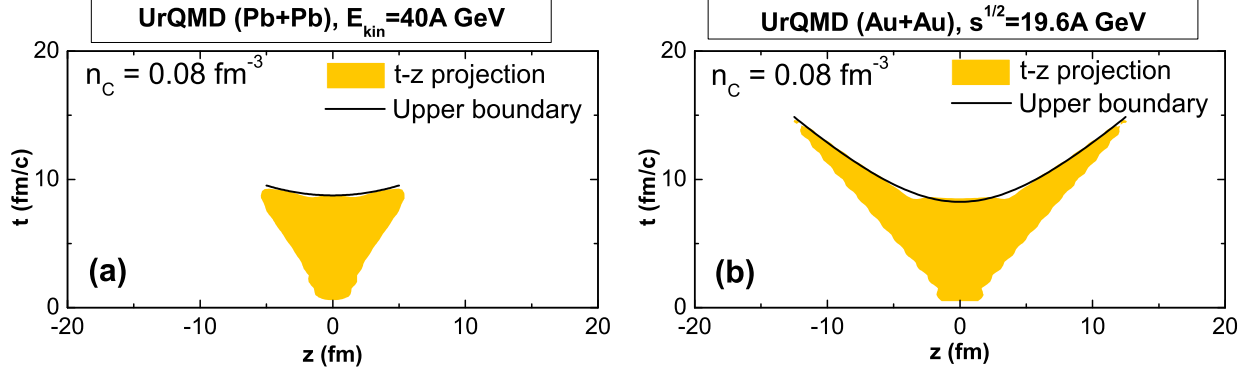 UrQMD (Pb+Pb), E_kin=40A GeV
n_C = 0.08 fm^-3
t-z projection
Upper boundary
(a)
t (fm/c)
20
10
0
-20 -10 0 10 20
z (fm)
UrQMD (Au+Au), s^1/2=19.6A GeV
n_C = 0.08 fm^-3
t-z projection
Upper boundary
(b)
t (fm/c)
20
10
0
-20 -10 0 10 20
z (fm)